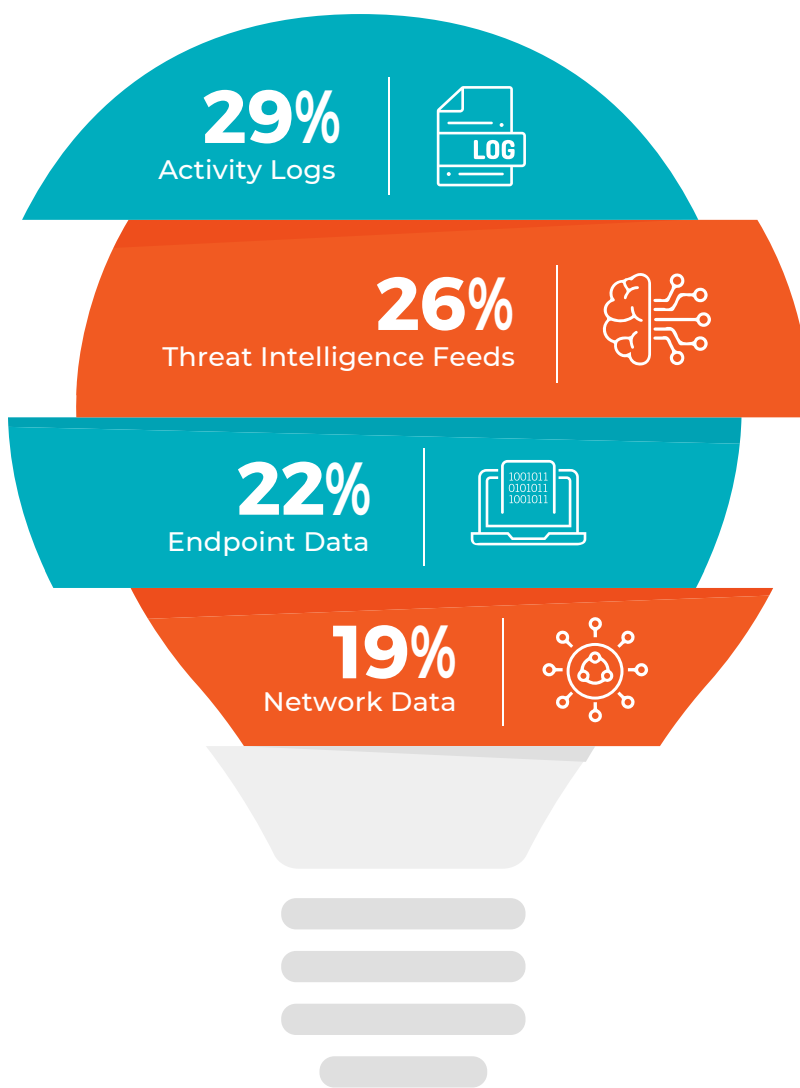 29%
Activity Logs
LOG
26%
Threat Intelligence Feeds
22%
Endpoint Data
1001011
0101011
1001011
19%
Network Data